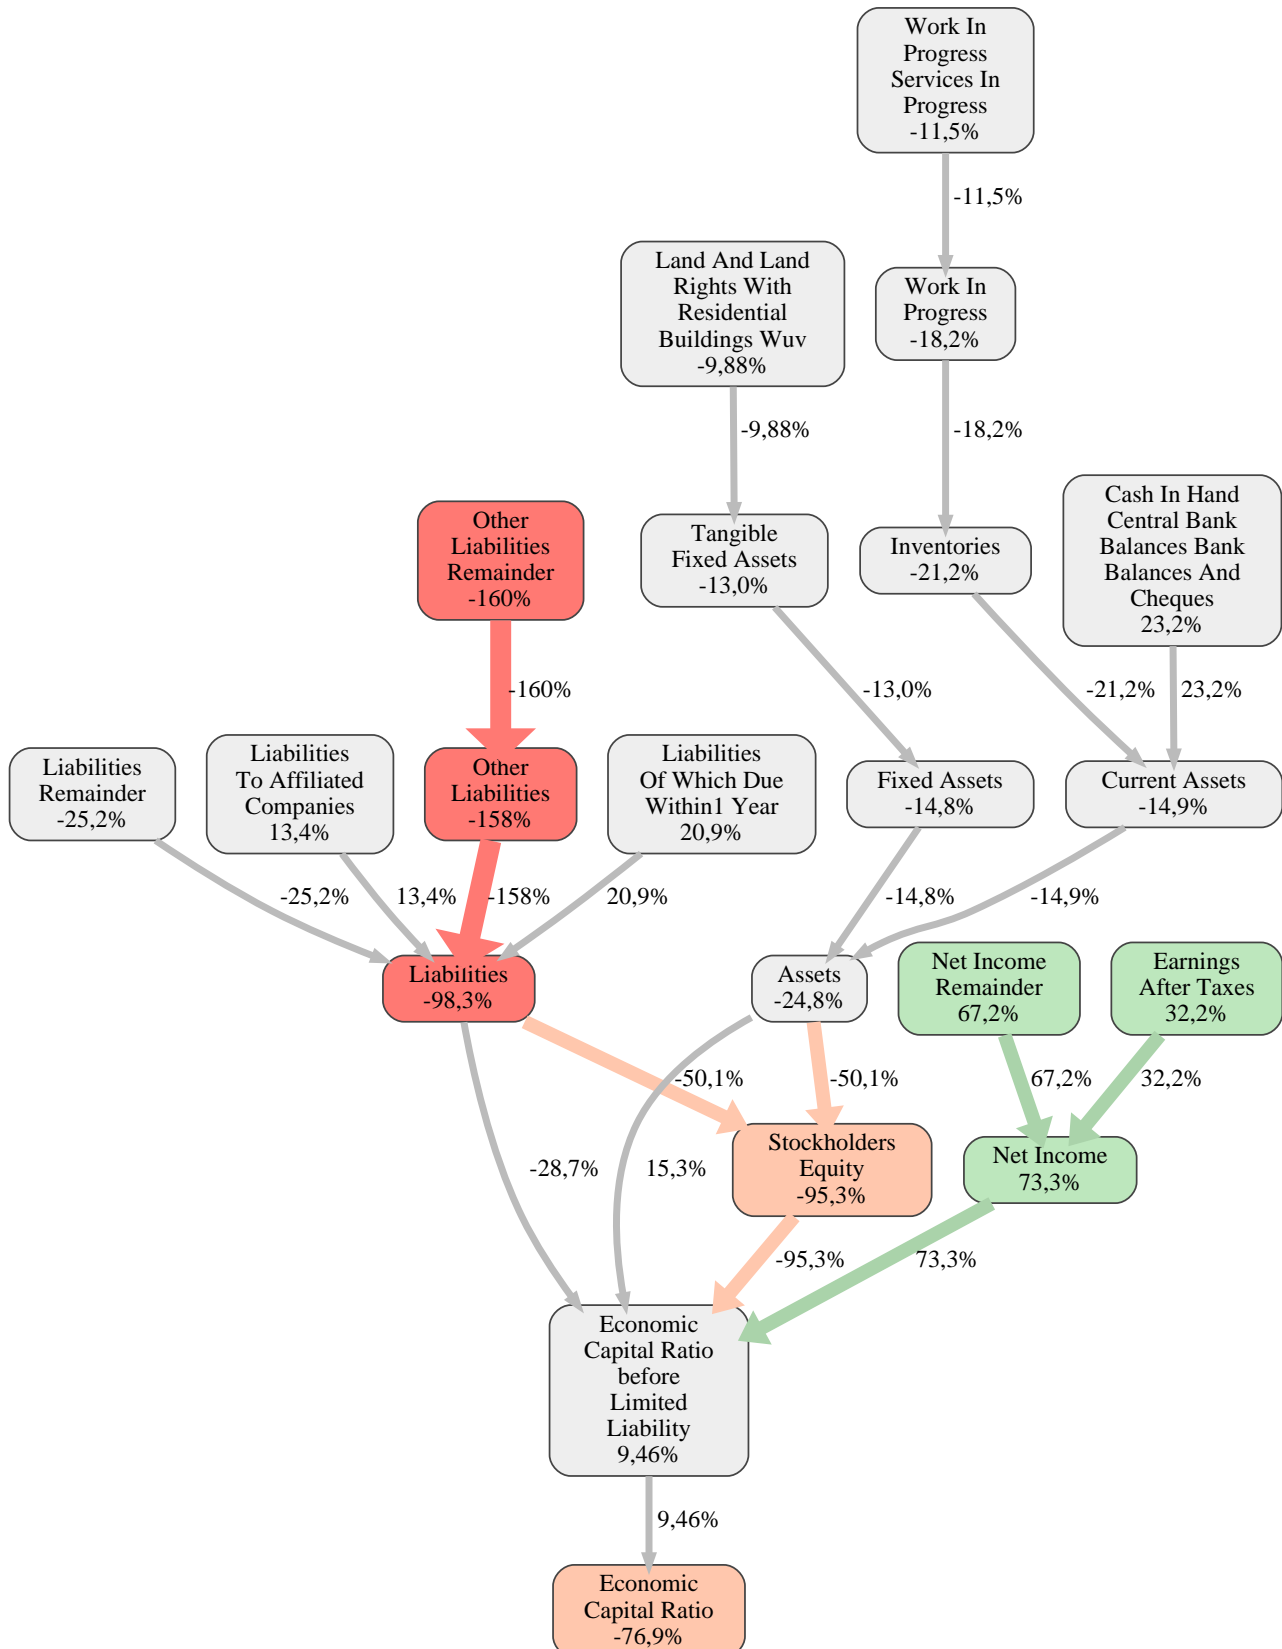 Work In
Progress
Services In
Progress
-11,5%
-11,5%
Land And Land
Rights With
Residential
Buildings Wuv
-9,88%
Work In
Progress
-18,2%
-9,88%
-18,2%
Cash In Hand
Central Bank
Balances Bank
Balances And
Cheques
23,2%
Other
Liabilities
Remainder
-160%
Tangible
Fixed Assets
-13,0%
Inventories
-21,2%
-160%
-13,0%
-21,2%
23,2%
Liabilities
Remainder
-25,2%
Liabilities
To Affiliated
Companies
13,4%
Other
Liabilities
-158%
Liabilities
Of Which Due
Within1 Year
20,9%
Fixed Assets
-14,8%
Current Assets
-14,9%
-25,2%
13,4%
-158%
20,9%
-14,8%
-14,9%
Liabilities
-98,3%
Assets
-24,8%
Net Income
Remainder
67,2%
Earnings
After Taxes
32,2%
-50,1%
-50,1%
67,2%
32,2%
-28,7%
15,3%
Stockholders
Equity
-95,3%
Net Income
73,3%
-95,3%
73,3%
Economic
Capital Ratio
before
Limited
Liability
9,46%
9,46%
Economic
Capital Ratio
-76,9%